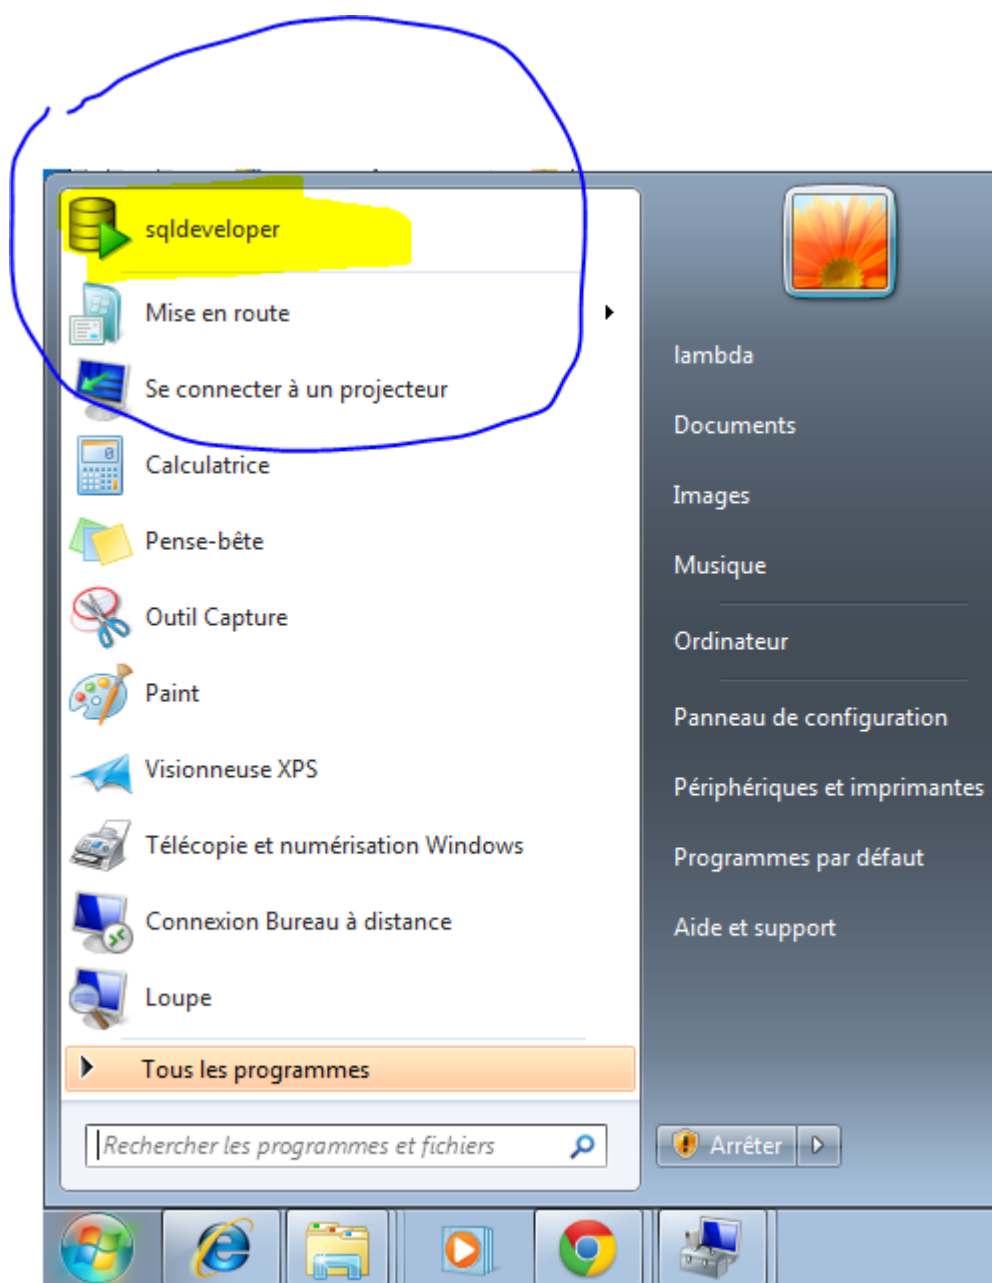 sqldeveloper
Mise en route
Se connecter à un projecteur
Calculatrice
Pense-bête
Outil Capture
Paint
Visionneuse XPS
Télécopie et numérisation Windows
Connexion Bureau à distance
Loupe
Tous les programmes
Rechercher les programmes et fichiers
lambda
Documents
Images
Musique
Ordinateur
Panneau de configuration
Périphériques et imprimantes
Programmes par défaut
Aide et support
Arrêter